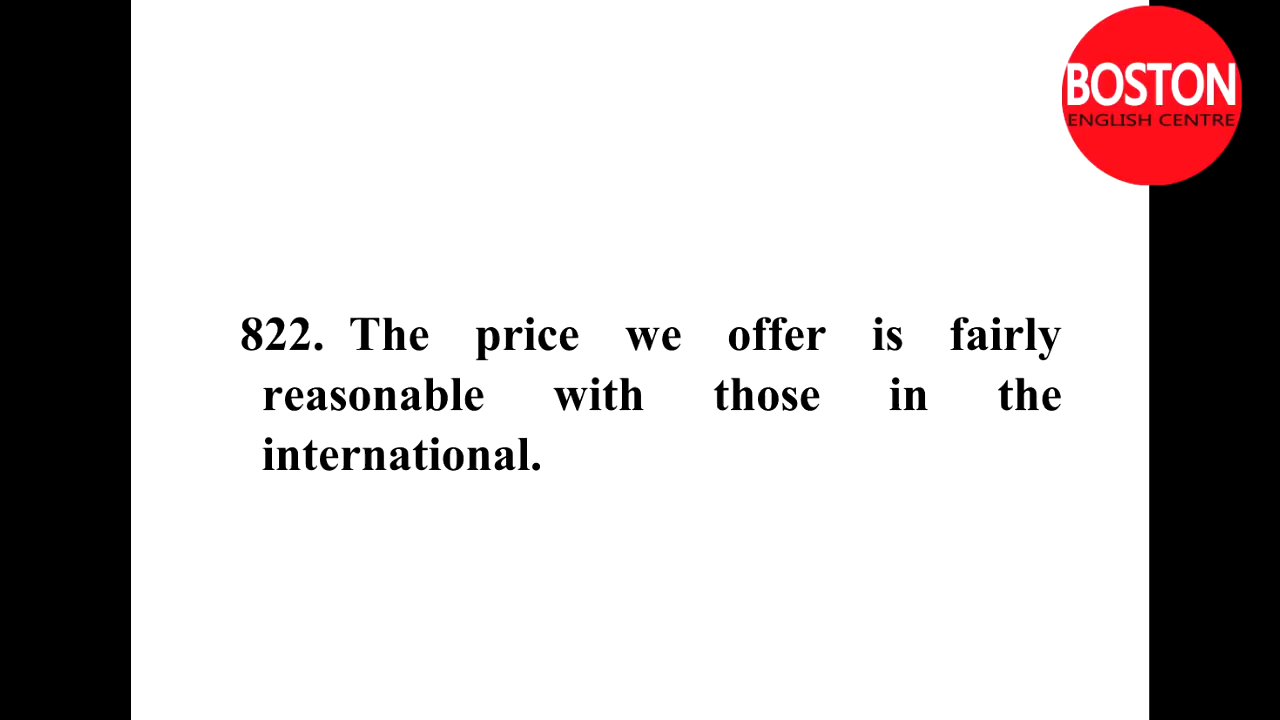 BOSTON
ENGLISH CENTRE
822. The price we offer is fairly
reasonable with those in the
international.